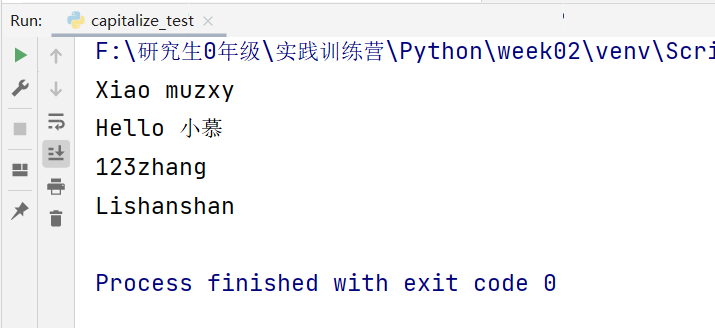 Run: capitalize_test
F:\研究生0年级\实践训练营\Python\week02\venv\Scri
Xiao muzxy
Hello 小慕
123zhang
Lishanshan
Process finished with exit code 0